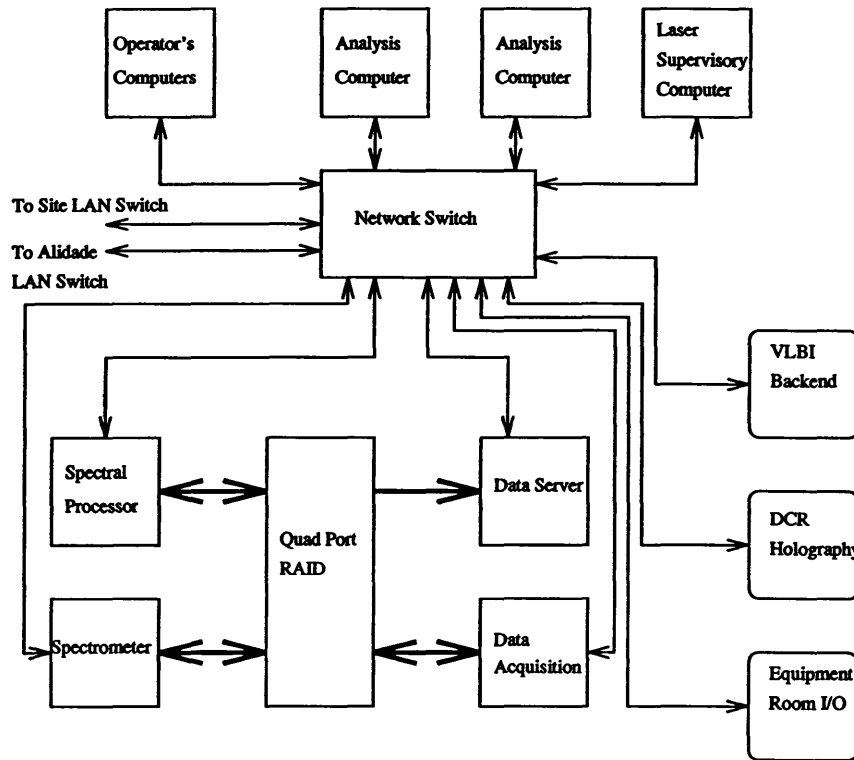 Operator's
Computers
Analysis
Computer
Analysis
Computer
Laser
Supervisory
Computer
To Site LAN Switch
To Alidade
LAN Switch
Network Switch
VLBI
Backend
Spectral
Processor
Quad Port
RAID
Data Server
DCR
Holography
Spectrometer
Data
Acquisition
Equipment
Room I/O